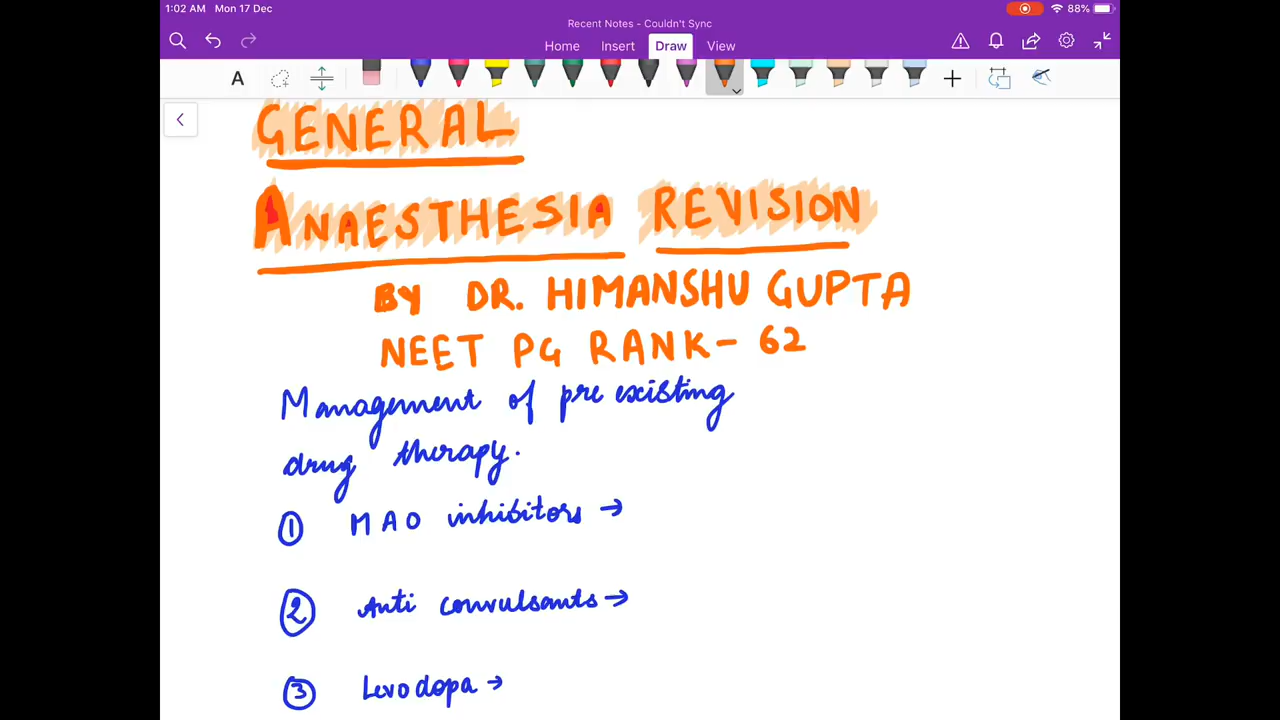 1:02 AM Mon 17 Dec
88%
Recent Notes - Couldn't Sync
Home Insert Draw View
A
GENERAL
ANAESTHESIA REVISION
BY DR. HIMANSHU GUPTA
NEET PG RANK - 62
Management of pre existing
drug therapy.
① MAO inhibitors →
② Anti convulsants →
③ Levodopa →